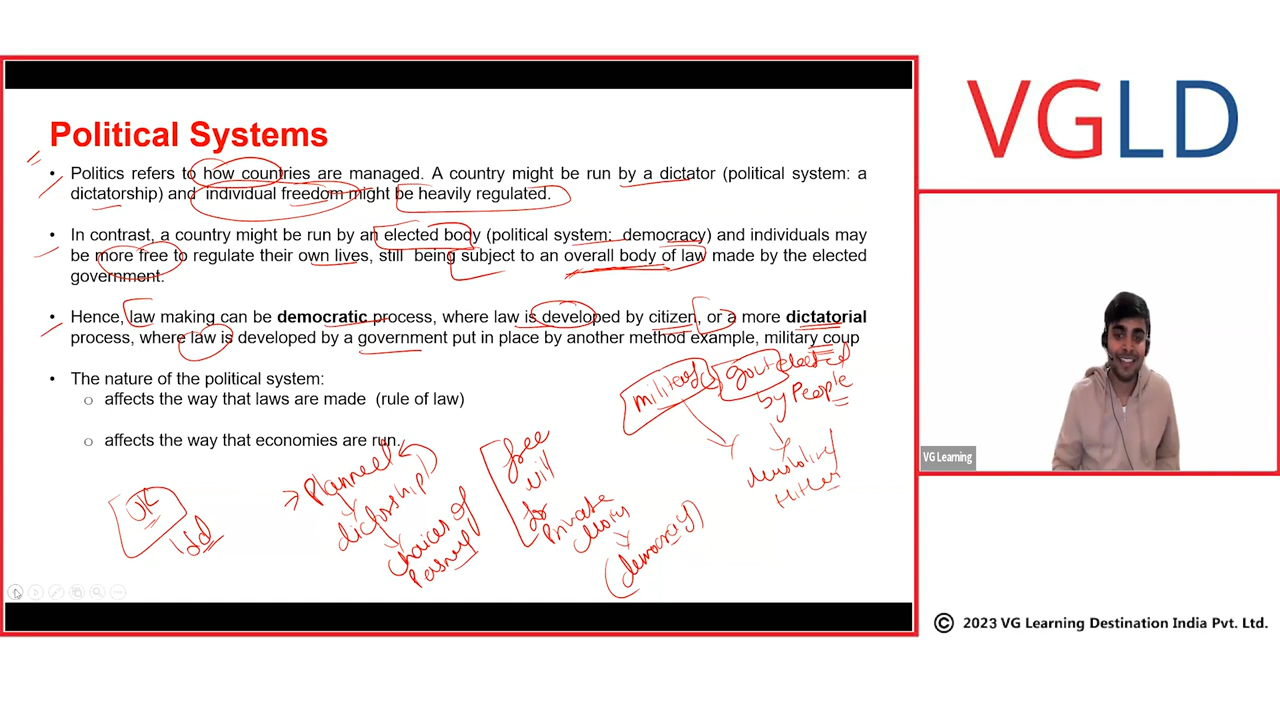 Political Systems
• Politics refers to how countries are managed. A country might be run by a dictator (political system: a
dictatorship) and individual freedom might be heavily regulated.
• In contrast, a country might be run by an elected body (political system: democracy) and individuals may
be more free to regulate their own lives, still being subject to an overall body of law made by the elected
government.
• Hence, law making can be democratic process, where law is developed by citizen, or a more dictatorial
process, where law is developed by a government put in place by another method example, military coup
• The nature of the political system:
o affects the way that laws are made (rule of law)
o affects the way that economies are run.
govt elected
by People
free
will
for
Private
UK
(democracy)
Hitler
choices of
VGLD
VG Learning
© 2023 VG Learning Destination India Pvt. Ltd.